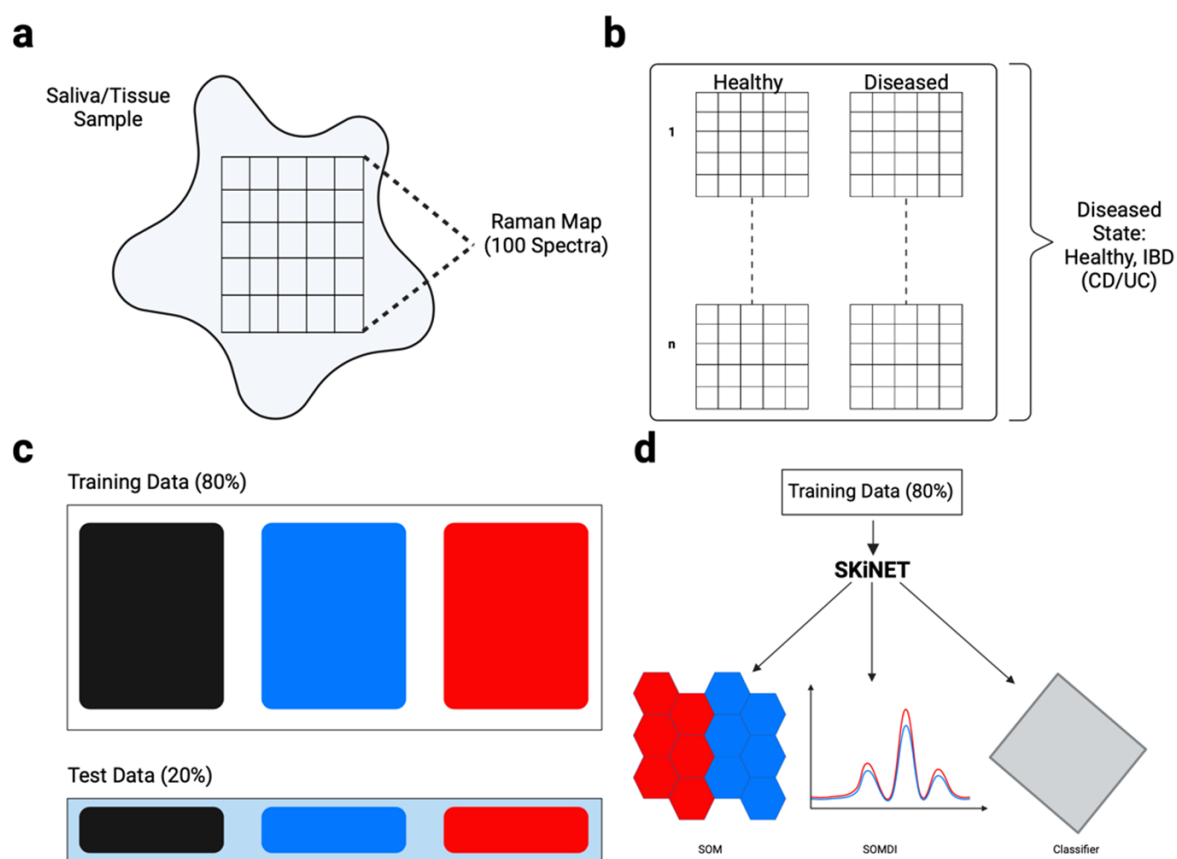 a
Saliva/Tissue
Sample
Raman Map
(100 Spectra)
b
Healthy
Diseased
1
n
Diseased
State:
Healthy, IBD
(CD/UC)
c
Training Data (80%)
Test Data (20%)
d
Training Data (80%)
SKiNET
SOM
SOMDI
Classifier